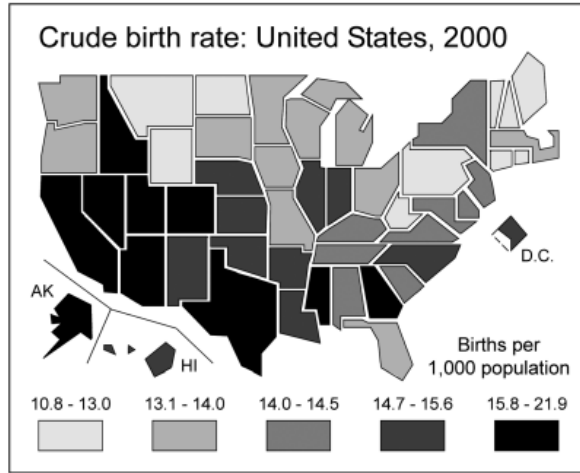 Crude birth rate: United States, 2000
D.C.
AK
HI
Births per
1,000 population
10.8 - 13.0 13.1 - 14.0 14.0 - 14.5 14.7 - 15.6 15.8 - 21.9